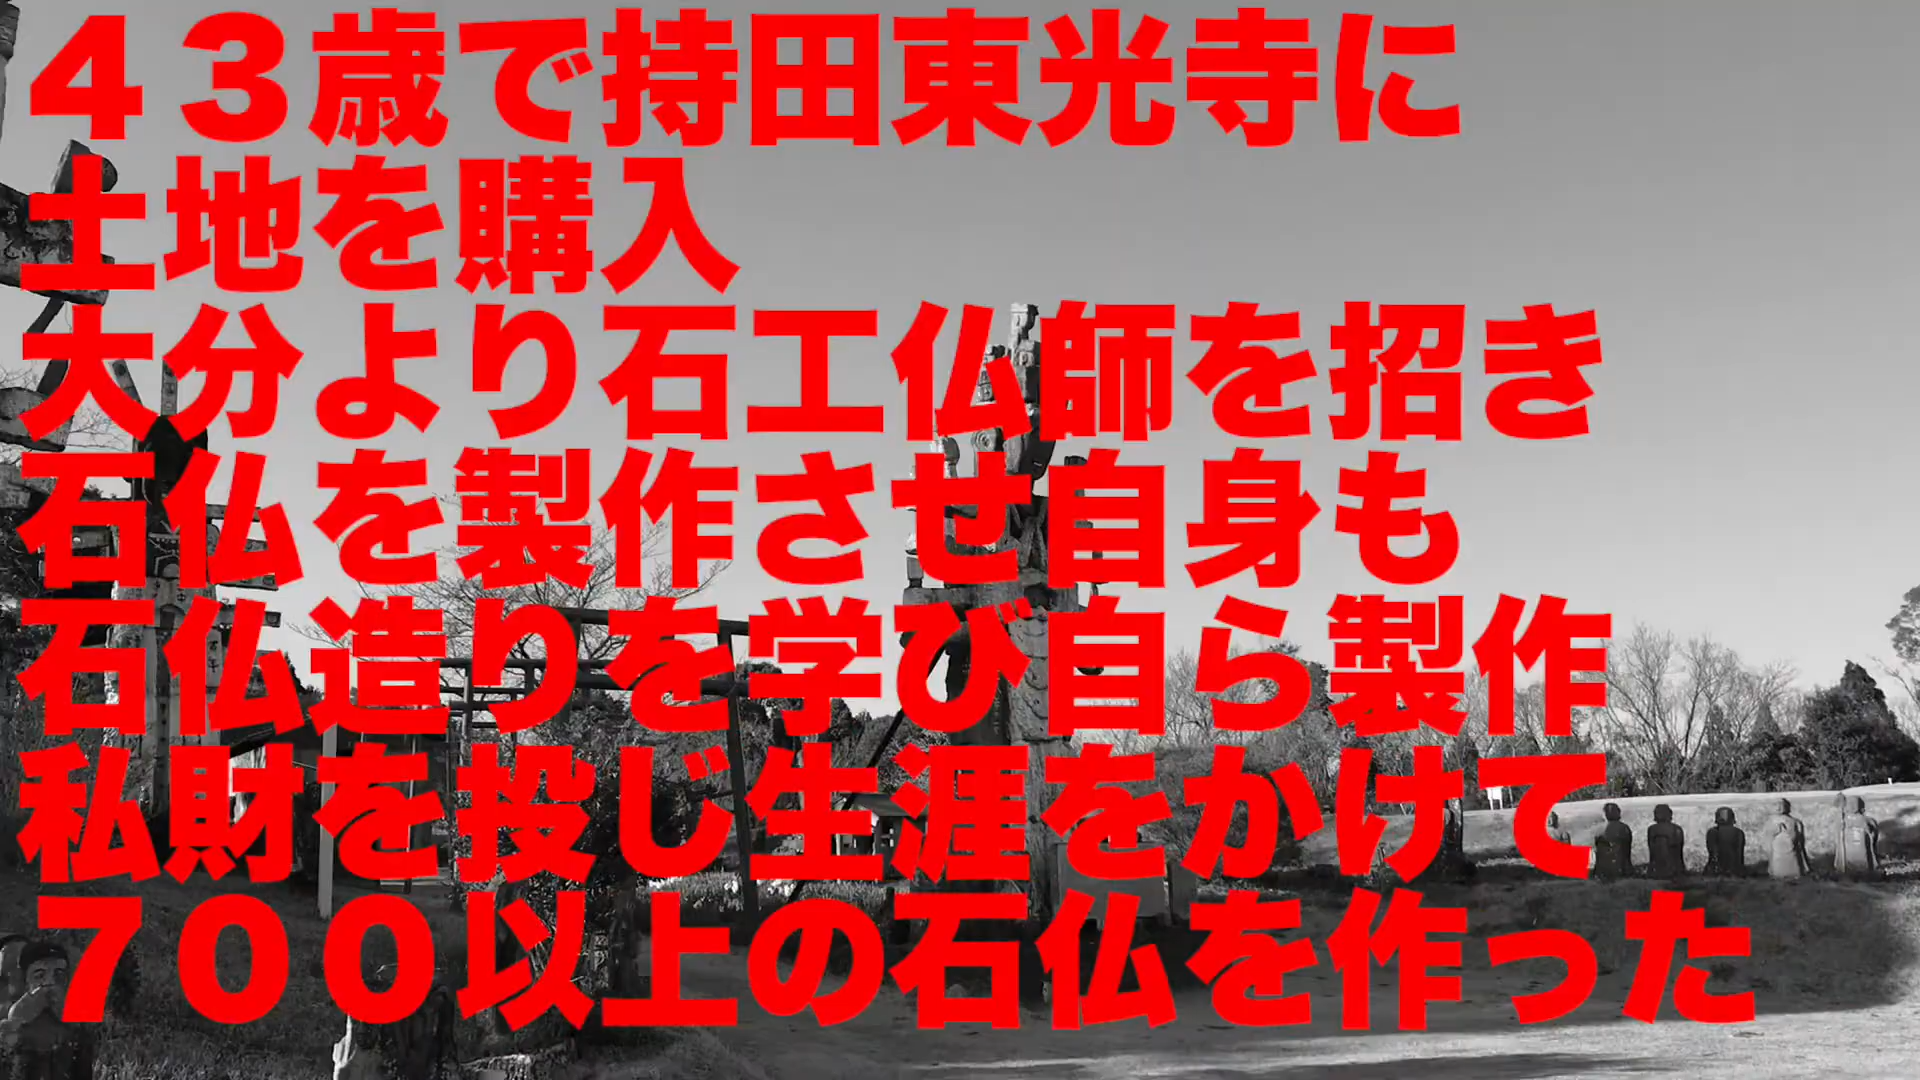 ４３歳で持田東光寺に
土地を購入
大分より石工仏師を招き
石仏を製作させ自身も
石仏造りを学び自ら製作
私財を投じ生涯をかけて
７００以上の石仏を作った